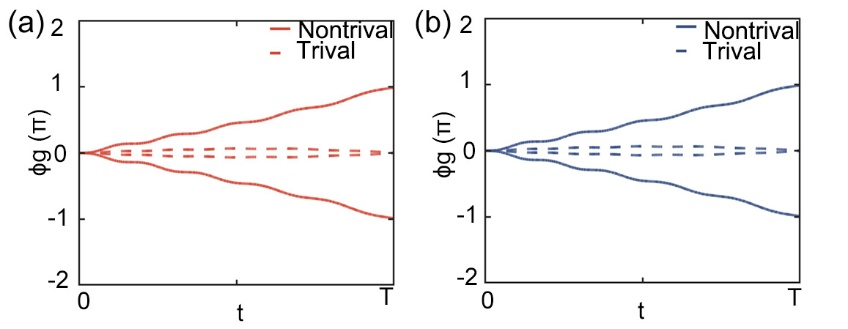 (a)
2
1
0
-1
-2
ϕg (π)
0
t
T
Nontrival
Trival
(b)
2
1
0
-1
-2
ϕg (π)
0
t
T
Nontrival
Trival